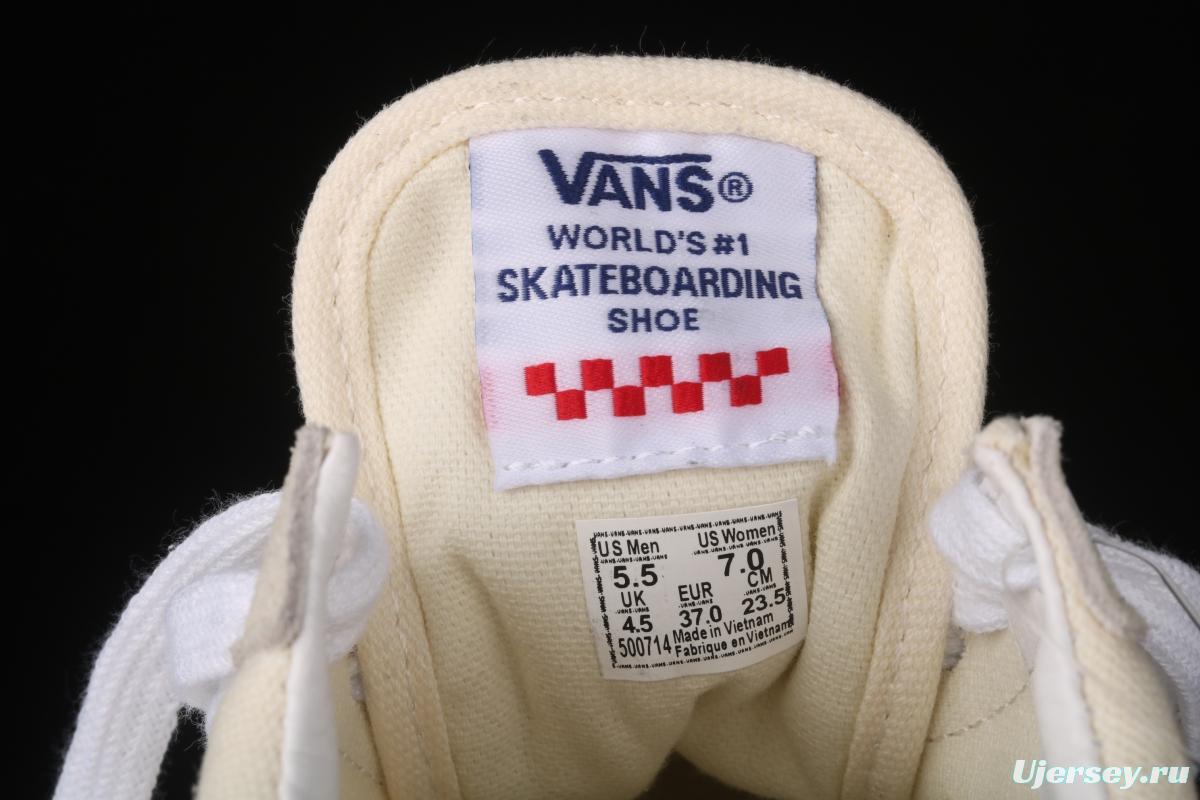 VANS®
WORLD'S #1
SKATEBOARDING
SHOE
US Men US Women
5.5 7.0
UK EUR CM
4.5 37.0 23.5
500714 Made in Vietnam
Fabrique en Vietnam
Ujersey.ru